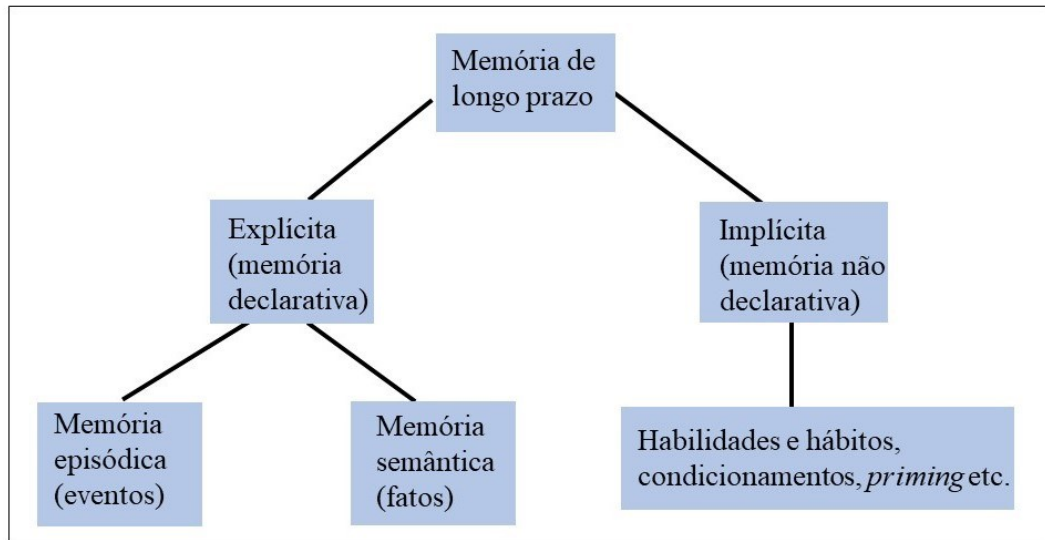 Memória de
longo prazo
Explícita
(memória
declarativa)
Implícita
(memória não
declarativa)
Memória
episódica
(eventos)
Memória
semântica
(fatos)
Habilidades e hábitos,
condicionamentos, priming etc.